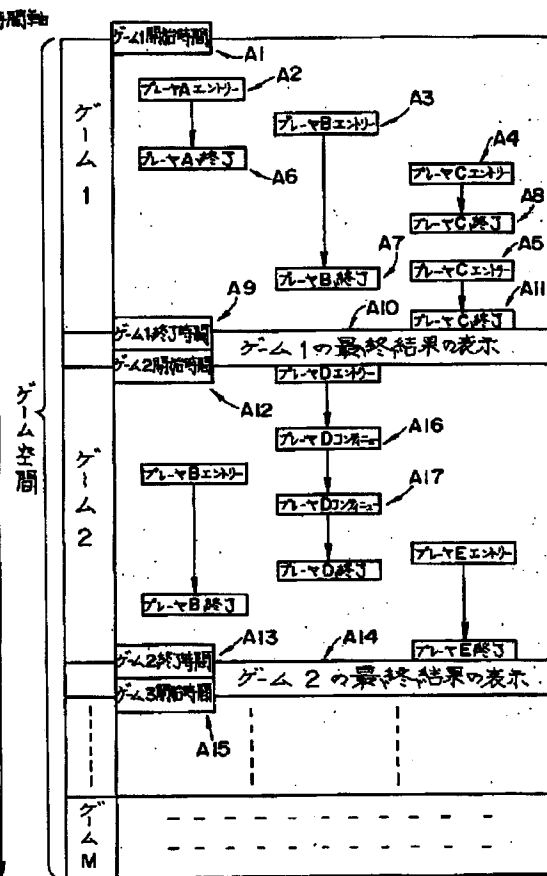 時間軸
ゲーム1開始時間
A1
プレーヤAエントリー
A2
プレーヤBエントリー
A3
ゲーム1
プレーヤA,終了
A6
プレーヤCエントリー
A4
プレーヤC,終了
A8
プレーヤCエントリー
A5
プレーヤB,終了
A7
プレーヤC,終了
A11
A9
A10
ゲーム1終了時間
ゲーム1の最終結果の表示
ゲーム2開始時間
A12
プレーヤDエントリー
ゲーム空間
プレーヤDコンティニュー
A16
ゲーム2
プレーヤBエントリー
プレーヤDコンティニュー
A17
プレーヤD,終了
プレーヤEエントリー
プレーヤB,終了
プレーヤE終了
A13
A14
ゲーム2終了時間
ゲーム2の最終結果の表示
ゲーム3開始時間
A15
ゲームM